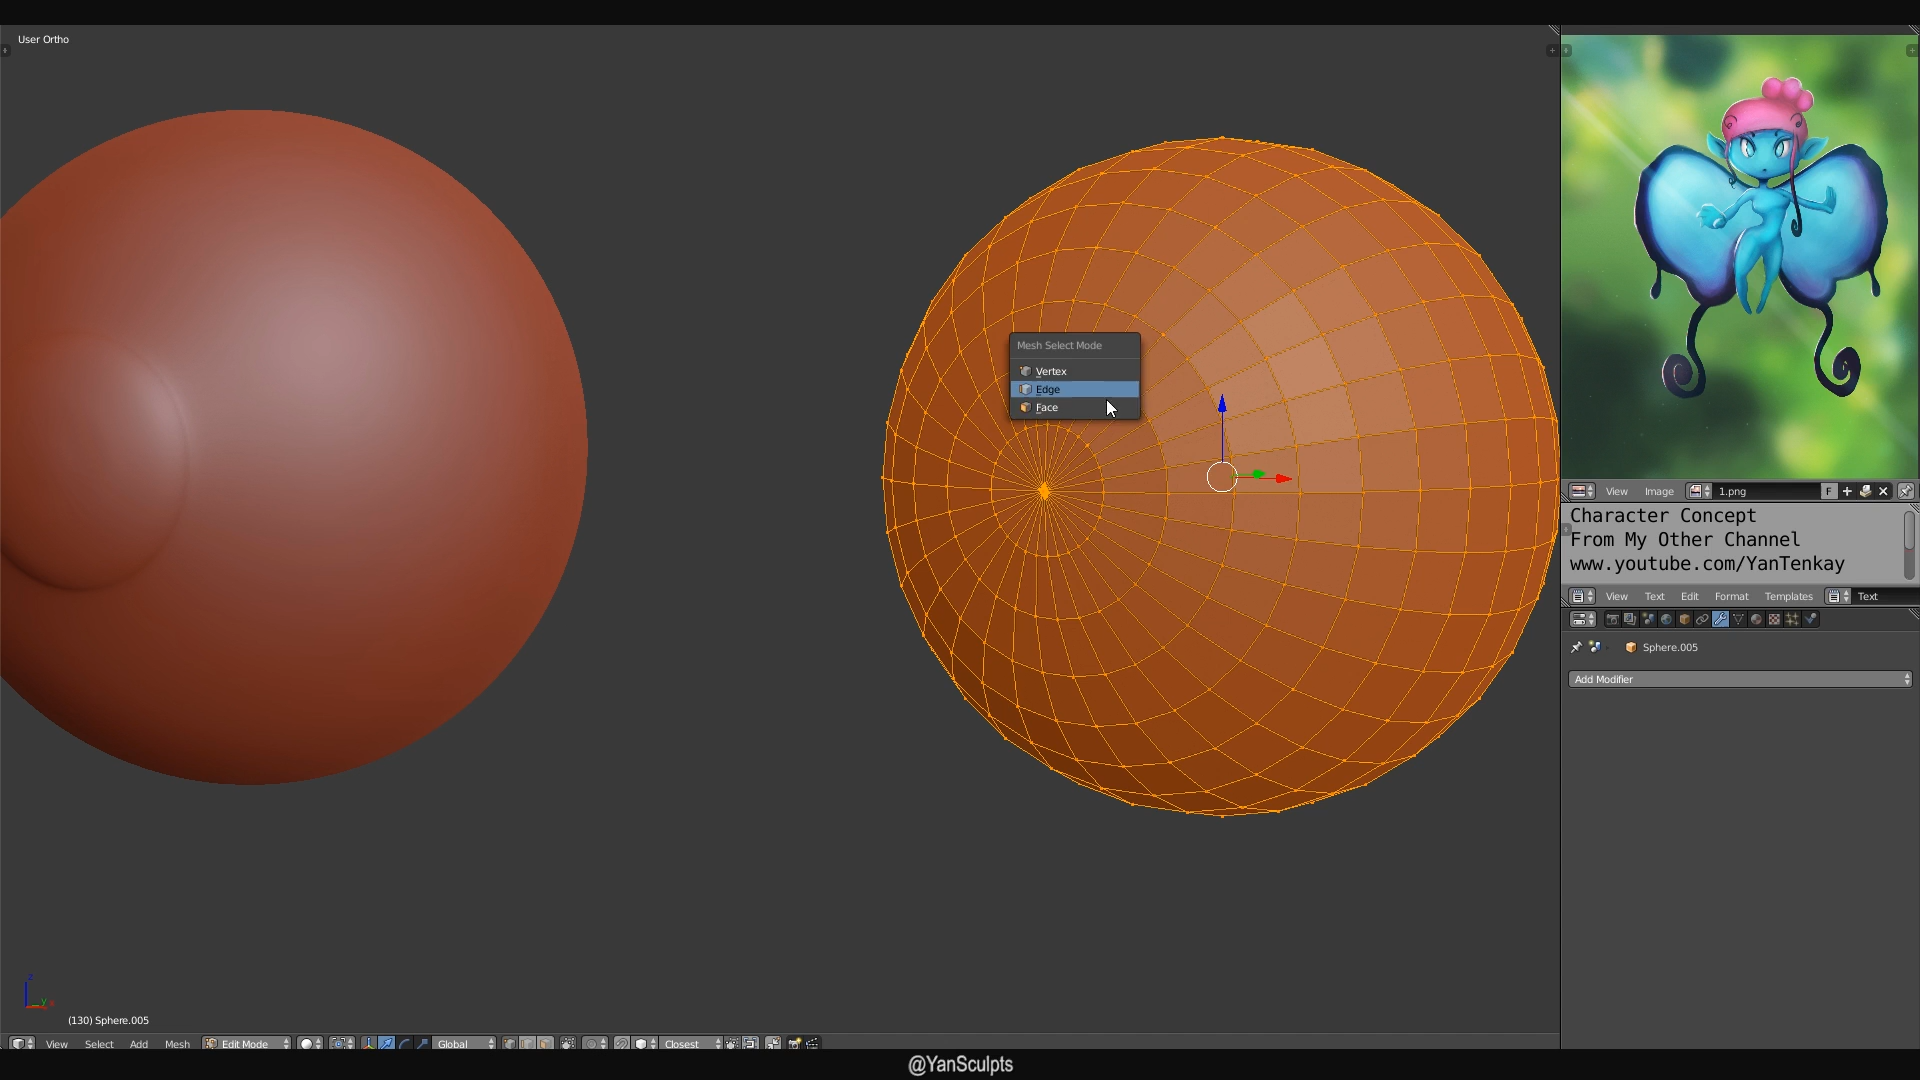 User Ortho
Mesh Select Mode
Vertex
Edge
Face
(130) Sphere.005
View Select Add Mesh Edit Mode Global Closest
View Image 1.png F
Character Concept
From My Other Channel
www.youtube.com/YanTenkay
View Text Edit Format Templates Text
Sphere.005
Add Modifier
@YanSculpts